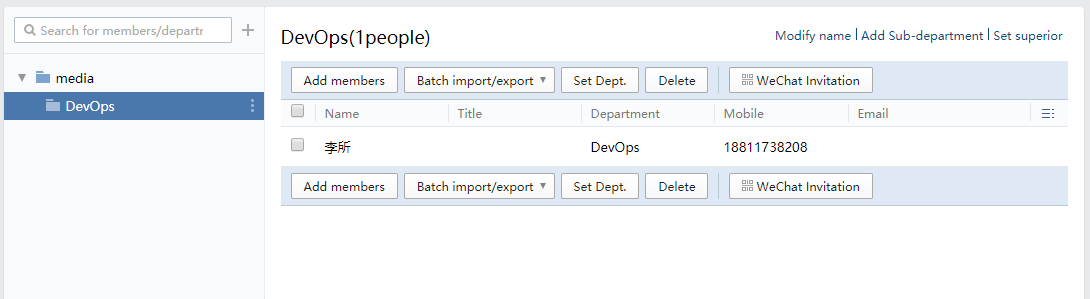 Search for members/departr
DevOps(1people)
Modify name | Add Sub-department | Set superior
media
DevOps
Add members Batch import/export Set Dept. Delete WeChat Invitation
Name Title Department Mobile Email
李所 DevOps 18811738208
Add members Batch import/export Set Dept. Delete WeChat Invitation